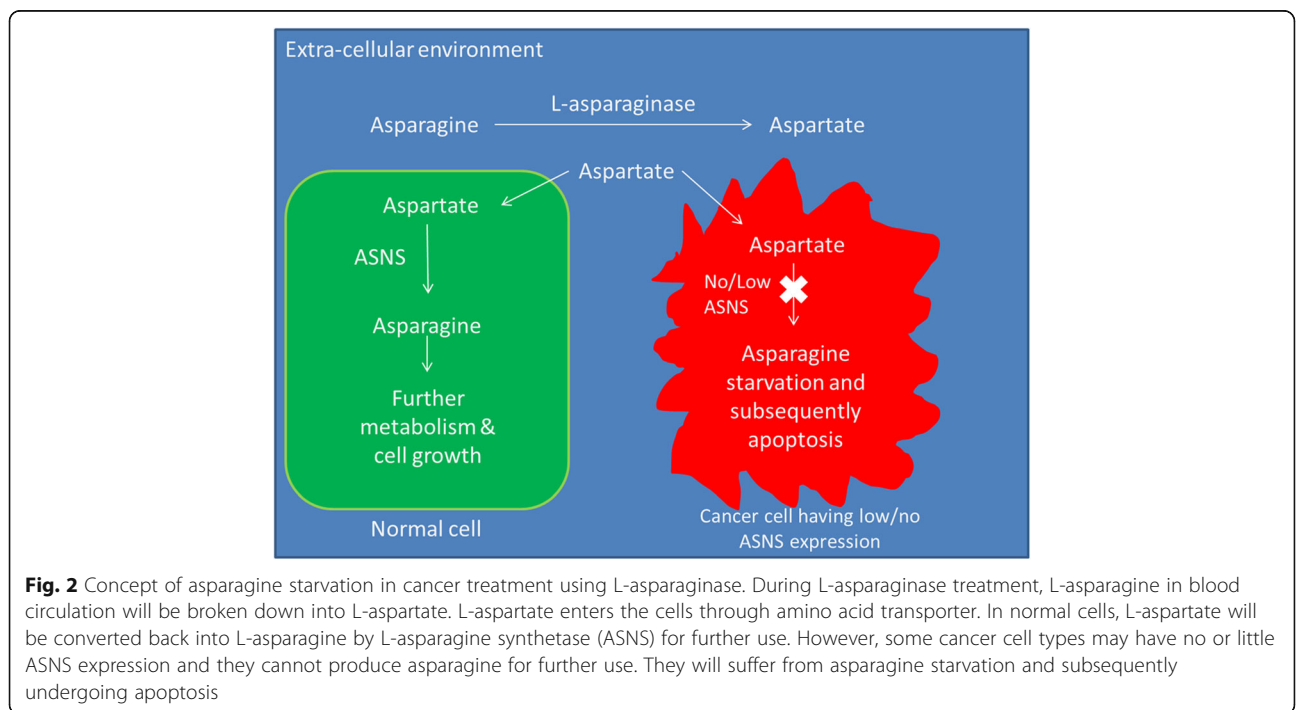 Extra-cellular environment
L-asparaginase
Asparagine
Aspartate
Aspartate
Aspartate
ASNS
Asparagine
Further
metabolism &
cell growth
Normal cell
Aspartate
No/Low
ASNS
Asparagine
starvation and
subsequently
apoptosis
Cancer cell having low/no
ASNS expression
Fig. 2 Concept of asparagine starvation in cancer treatment using L-asparaginase. During L-asparaginase treatment, L-asparagine in blood
circulation will be broken down into L-aspartate. L-aspartate enters the cells through amino acid transporter. In normal cells, L-aspartate will
be converted back into L-asparagine by L-asparagine synthetase (ASNS) for further use. However, some cancer cell types may have no or little
ASNS expression and they cannot produce asparagine for further use. They will suffer from asparagine starvation and subsequently
undergoing apoptosis